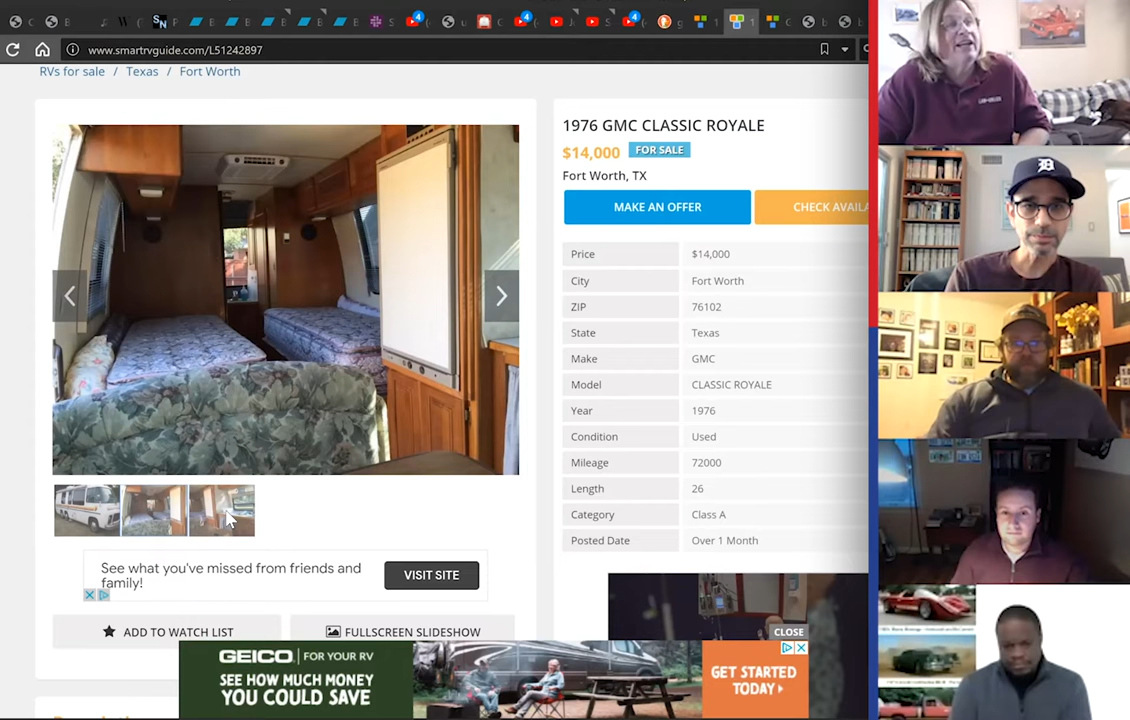 www.smartrvguide.com/L51242897
RVs for sale / Texas / Fort Worth
1976 GMC CLASSIC ROYALE
$14,000 FOR SALE
Fort Worth, TX
MAKE AN OFFER
CHECK AVAILA
Price $14,000
City Fort Worth
ZIP 76102
State Texas
Make GMC
Model CLASSIC ROYALE
Year 1976
Condition Used
Mileage 72000
Length 26
Category Class A
Posted Date Over 1 Month
See what you've missed from friends and
family!
VISIT SITE
ADD TO WATCH LIST
FULLSCREEN SLIDESHOW
CLOSE
GEICO FOR YOUR RV
SEE HOW MUCH MONEY
YOU COULD SAVE
GET STARTED
TODAY